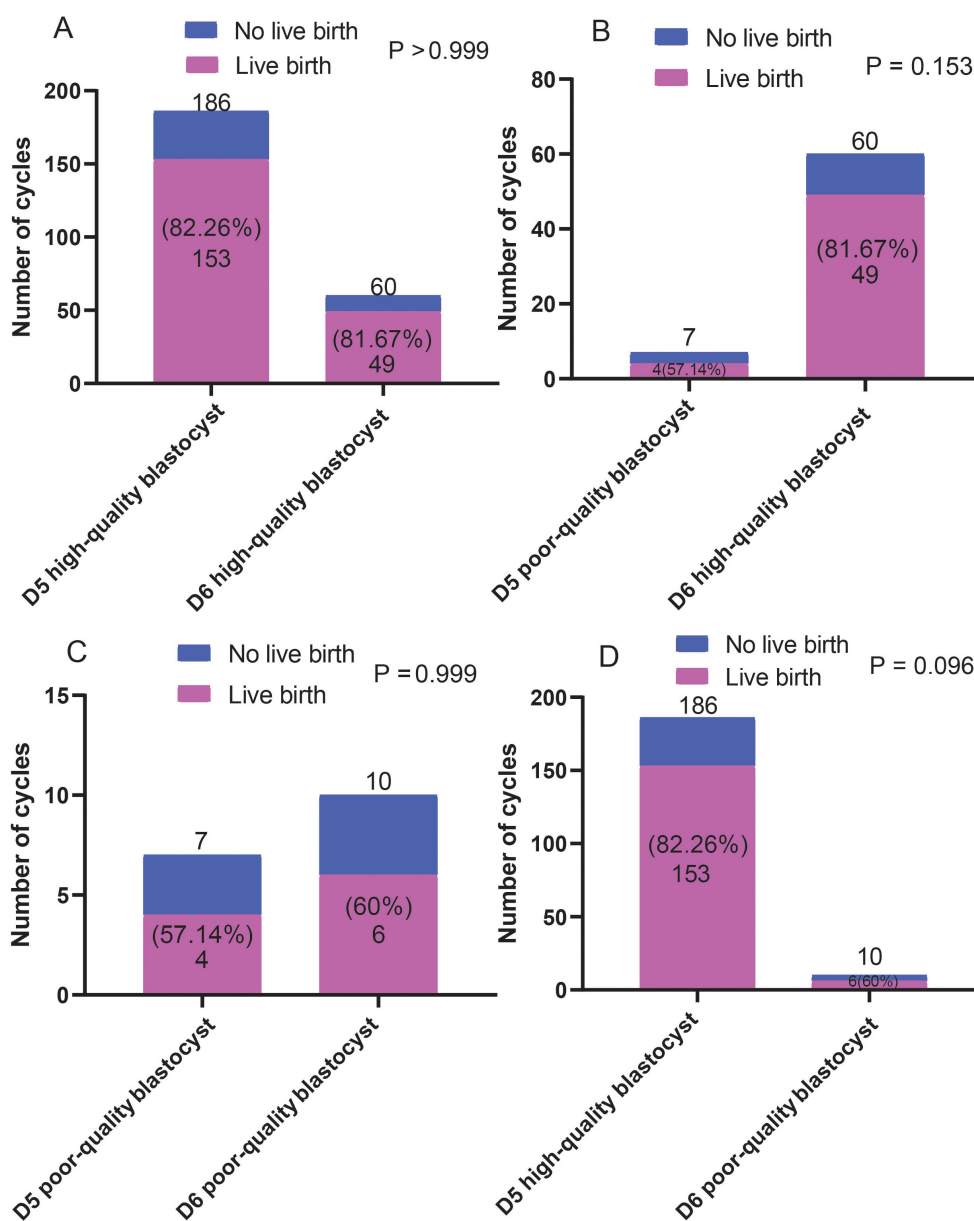 A
No live birth
Live birth
P > 0.999
Number of cycles
200
150
100
50
0
186
(82.26%)
153
60
(81.67%)
49
D5 high-quality blastocyst
D6 high-quality blastocyst
B
No live birth
Live birth
P = 0.153
Number of cycles
80
60
40
20
0
7
4(57.14%)
60
(81.67%)
49
D5 poor-quality blastocyst
D6 high-quality blastocyst
C
No live birth
Live birth
P = 0.999
Number of cycles
15
10
5
0
7
(57.14%)
4
10
(60%)
6
D5 poor-quality blastocyst
D6 poor-quality blastocyst
D
No live birth
Live birth
P = 0.096
Number of cycles
200
150
100
50
0
186
(82.26%)
153
10
6(60%)
D5 high-quality blastocyst
D6 poor-quality blastocyst